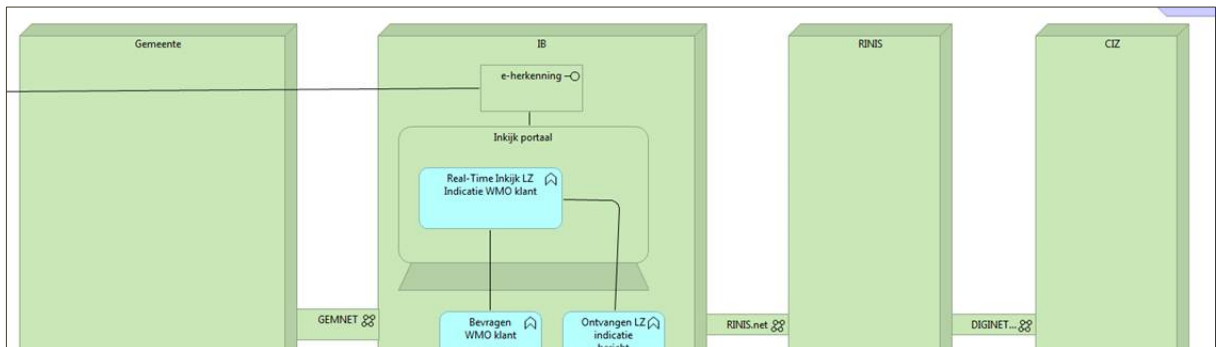 Gemeente
IB
RINIS
CIZ
e-herkenning
Inkijk portaal
Real-Time Inkijk LZ
Indicatie WMO klant
GEMNET
Bevragen
WMO klant
Ontvangen LZ
indicatie
bericht
RINIS.net
DIGINET...